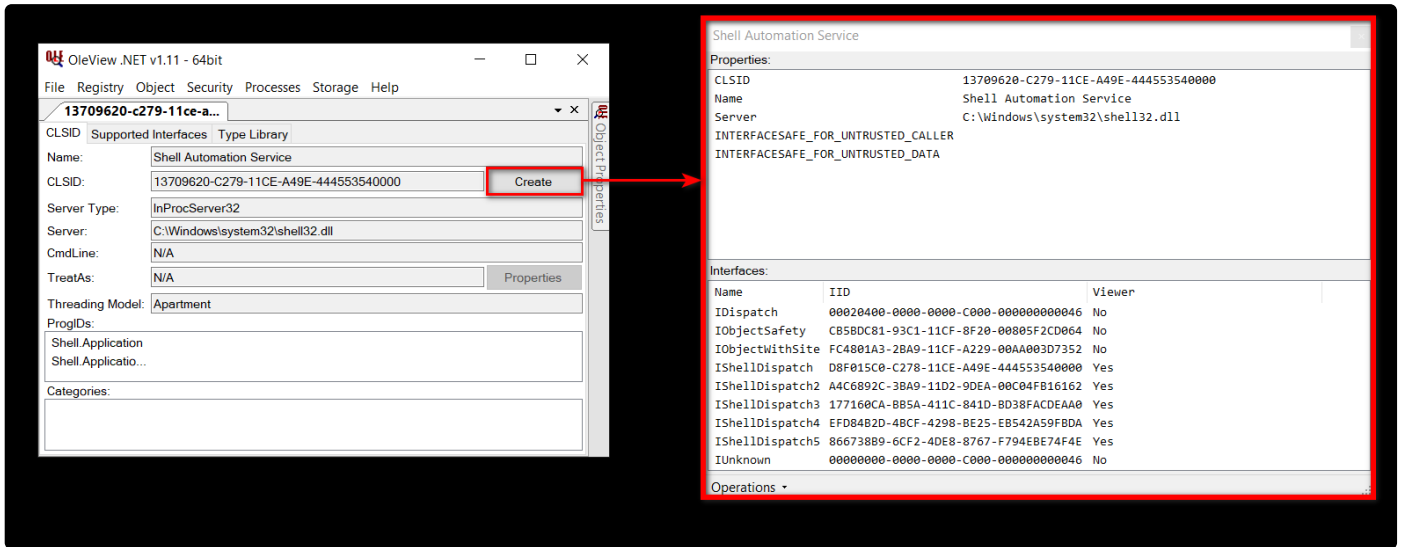 OleView .NET v1.11 - 64bit
File Registry Object Security Processes Storage Help
13709620-c279-11ce-a...
CLSID Supported Interfaces Type Library
Name: Shell Automation Service
CLSID: 13709620-C279-11CE-A49E-444553540000 Create
Server Type: InProcServer32
Server: C:\Windows\system32\shell32.dll
CmdLine: N/A
TreatAs: N/A Properties
Threading Model: Apartment
ProgIDs:
Shell.Application
Shell.Applicatio...
Categories:
Object Properties
Shell Automation Service
Properties:
CLSID 13709620-C279-11CE-A49E-444553540000
Name Shell Automation Service
Server C:\Windows\system32\shell32.dll
INTERFACESAFE_FOR_UNTRUSTED_CALLER
INTERFACESAFE_FOR_UNTRUSTED_DATA
Interfaces:
Name IID Viewer
IDispatch 00020400-0000-0000-C000-000000000046 No
IObjectSafety CB5BDC81-93C1-11CF-8F20-00805F2CD064 No
IObjectWithSite FC4801A3-2BA9-11CF-A229-00AA003D7352 No
IShellDispatch D8F015C0-C278-11CE-A49E-444553540000 Yes
IShellDispatch2 A4C6892C-3BA9-11D2-9DEA-00C04FB16162 Yes
IShellDispatch3 177160CA-BB5A-411C-841D-BD38FACDEAA0 Yes
IShellDispatch4 EFD84B2D-4BCF-4298-BE25-EB542A59FBDA Yes
IShellDispatch5 866738B9-6CF2-4DE8-8767-F794EBE74F4E Yes
IUnknown 00000000-0000-0000-C000-000000000046 No
Operations